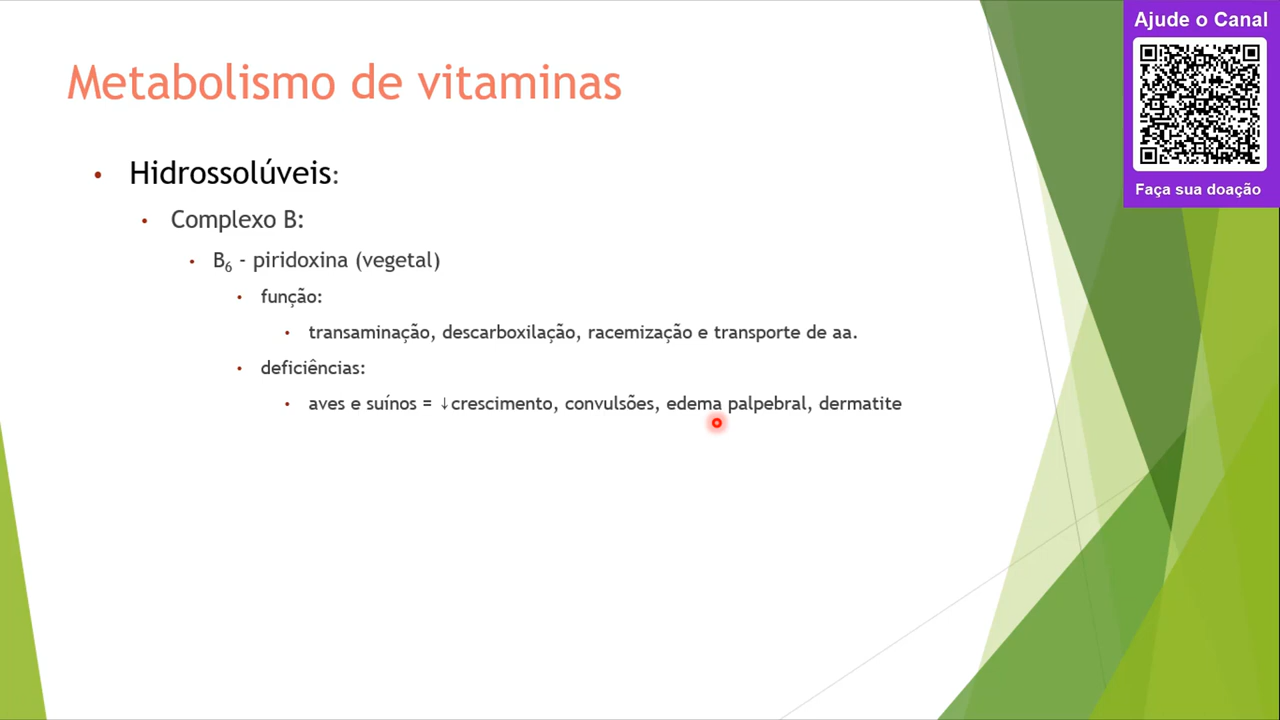 Ajude o Canal
Metabolismo de vitaminas
• Hidrossolúveis:
• Complexo B:
Faça sua doação
• B₆ - piridoxina (vegetal)
• função:
• transaminação, descarboxilação, racemização e transporte de aa.
• deficiências:
• aves e suínos = ↓crescimento, convulsões, edema palpebral, dermatite